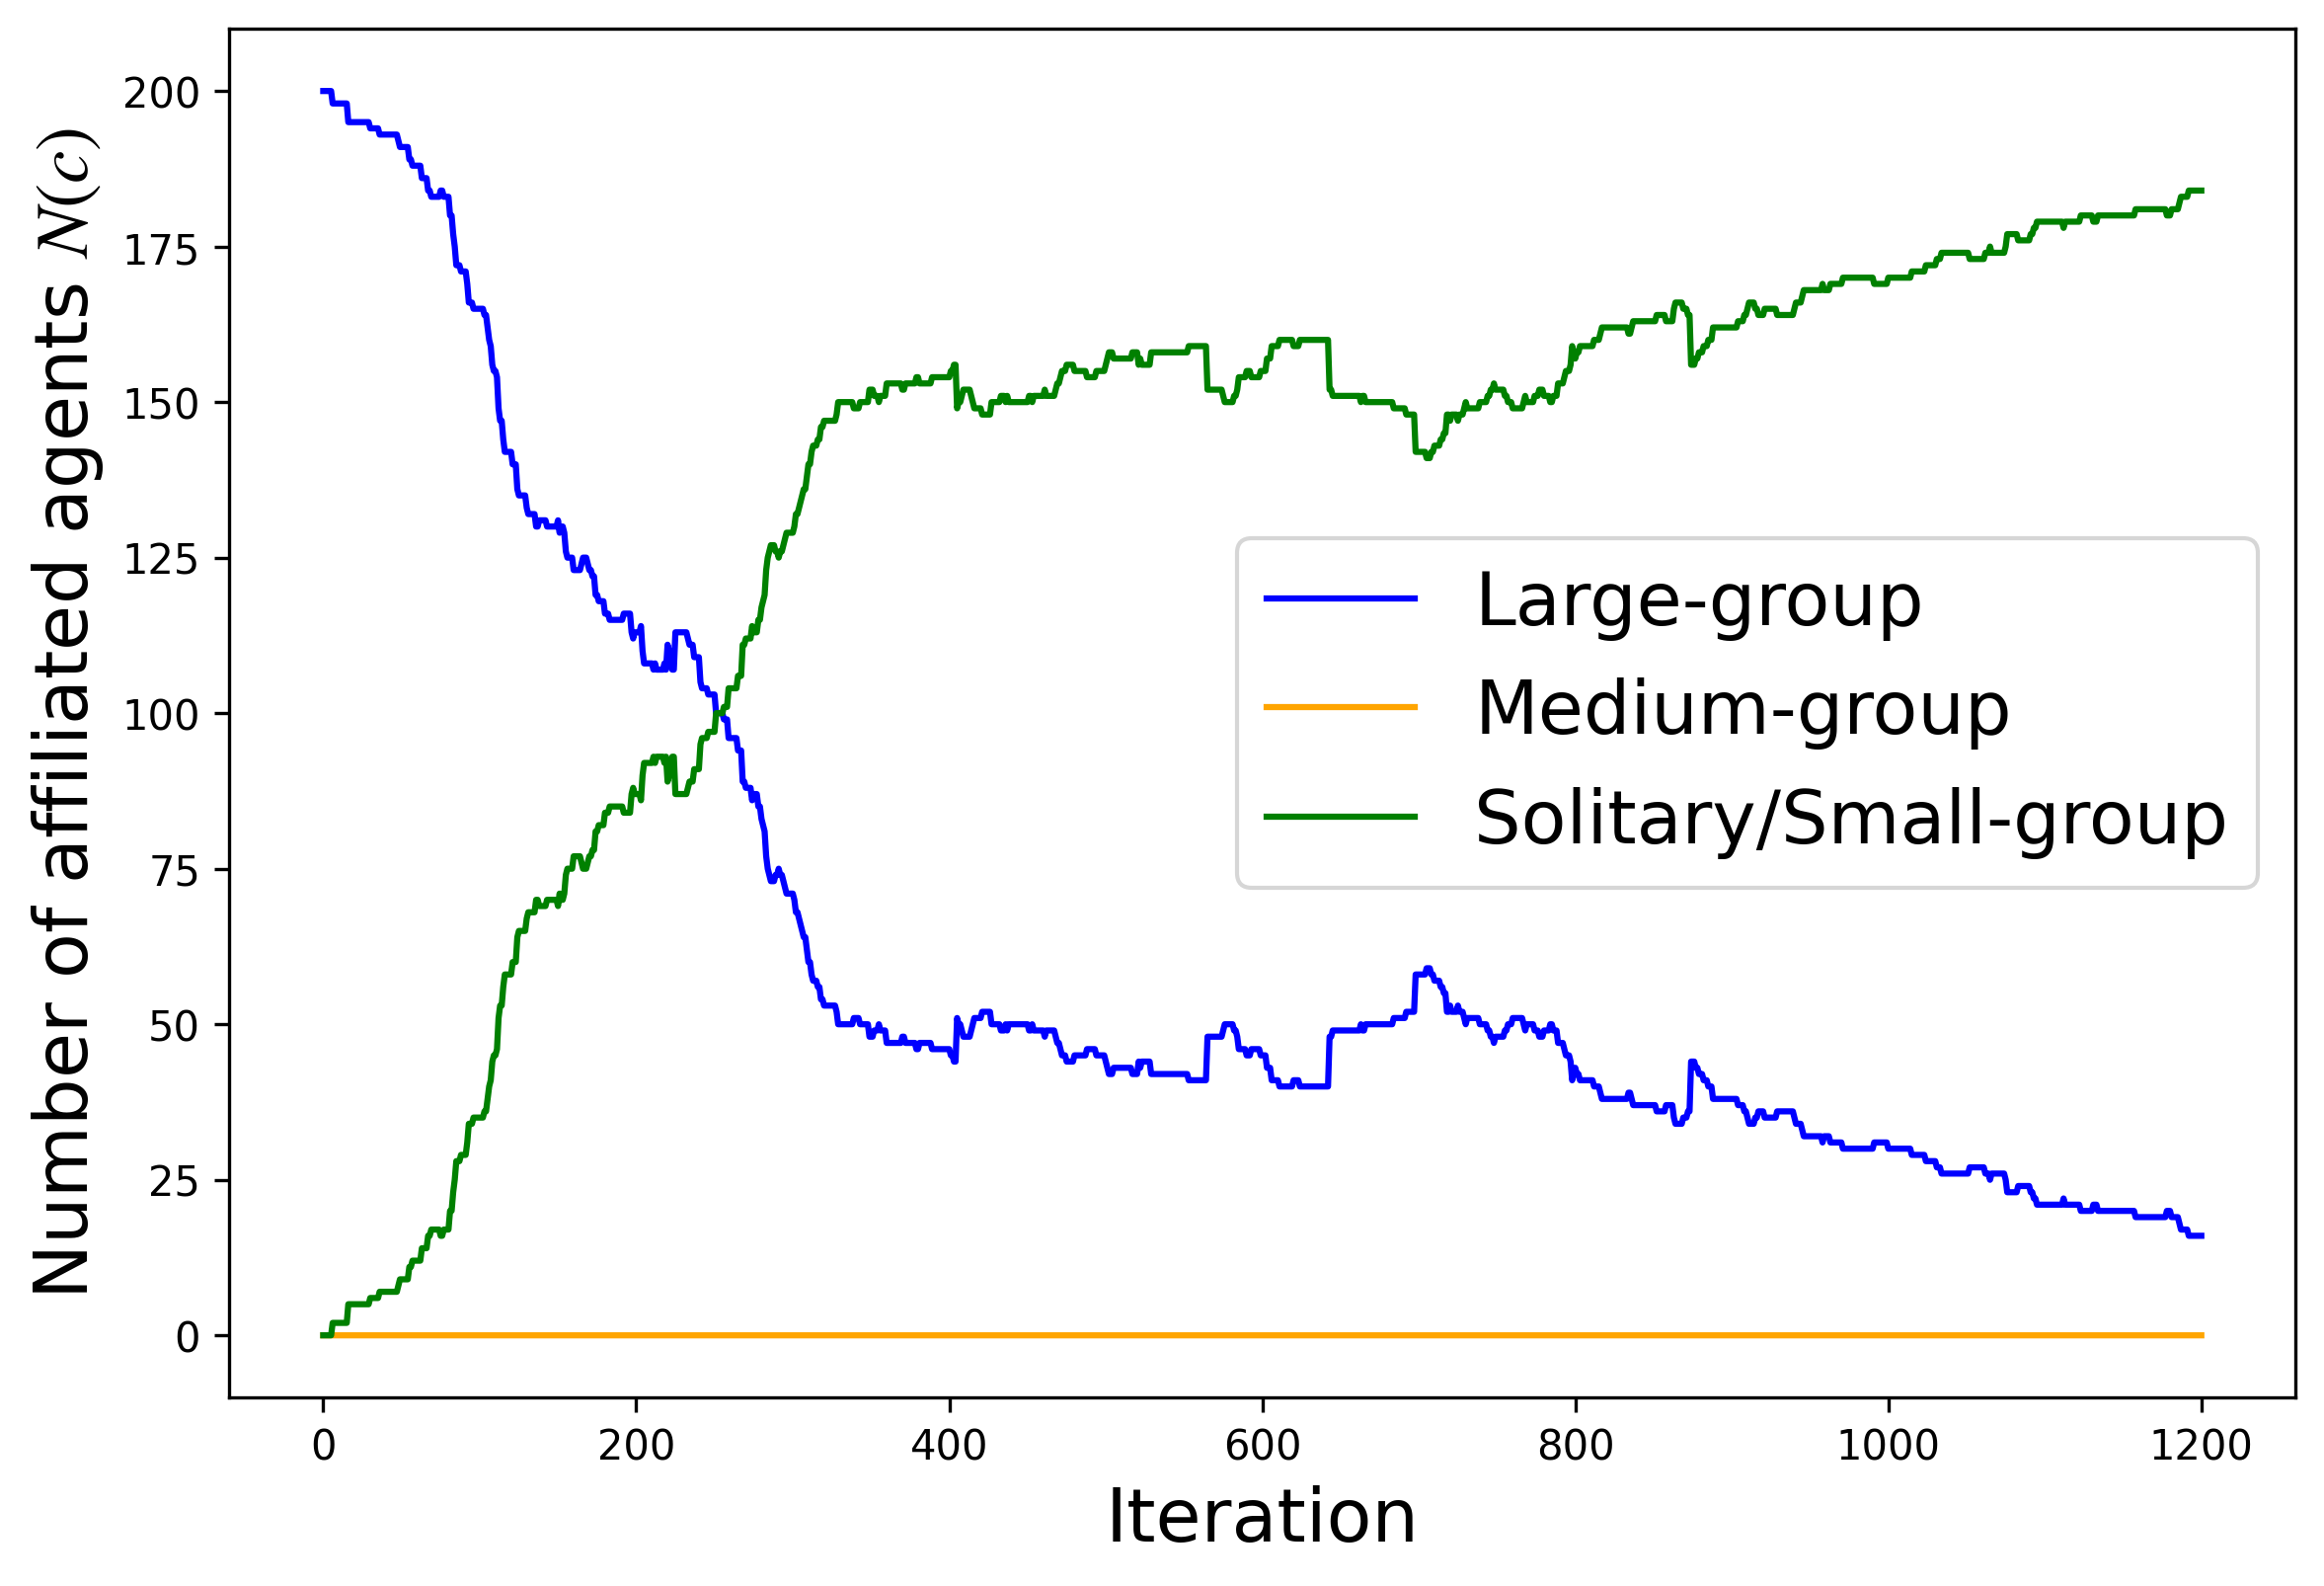 Number of affiliated agents N(c)
200
175
150
125
100
75
50
25
0
Large-group
Medium-group
Solitary/Small-group
0 200 400 600 800 1000 1200
Iteration